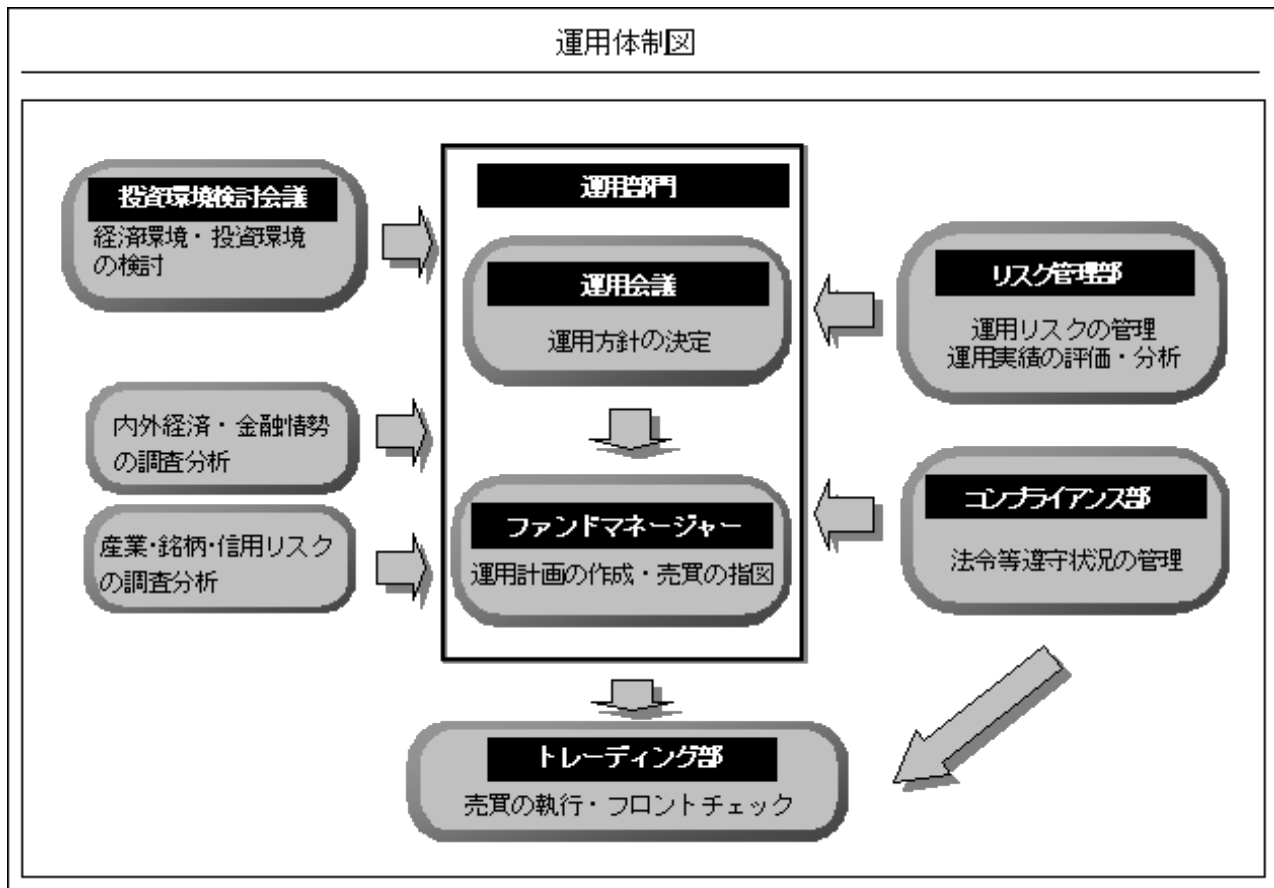 運用体制図
投資環境検討会議
経済環境・投資環境
の検討
内外経済・金融情勢
の調査分析
産業・銘柄・信用リスク
の調査分析
運用部門
運用会議
運用方針の決定
ファンドマネージャー
運用計画の作成・売買の指図
リスク管理部
運用リスクの管理
運用実績の評価・分析
コンプライアンス部
法令等遵守状況の管理
トレーディング部
売買の執行・フロントチェック